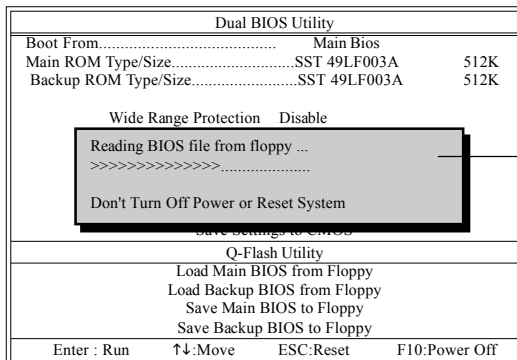 Dual BIOS Utility
Boot From........................................ Main Bios
Main ROM Type/Size...........................SST 49LF003A 512K
Backup ROM Type/Size........................SST 49LF003A 512K
Wide Range Protection Disable
Reading BIOS file from floppy ...
>>>>>>>>>>>>>>.....................
Don't Turn Off Power or Reset System
Save Settings to CMOS
Q-Flash Utility
Load Main BIOS from Floppy
Load Backup BIOS from Floppy
Save Main BIOS to Floppy
Save Backup BIOS to Floppy
Enter : Run ↑↓:Move ESC:Reset F10:Power Off